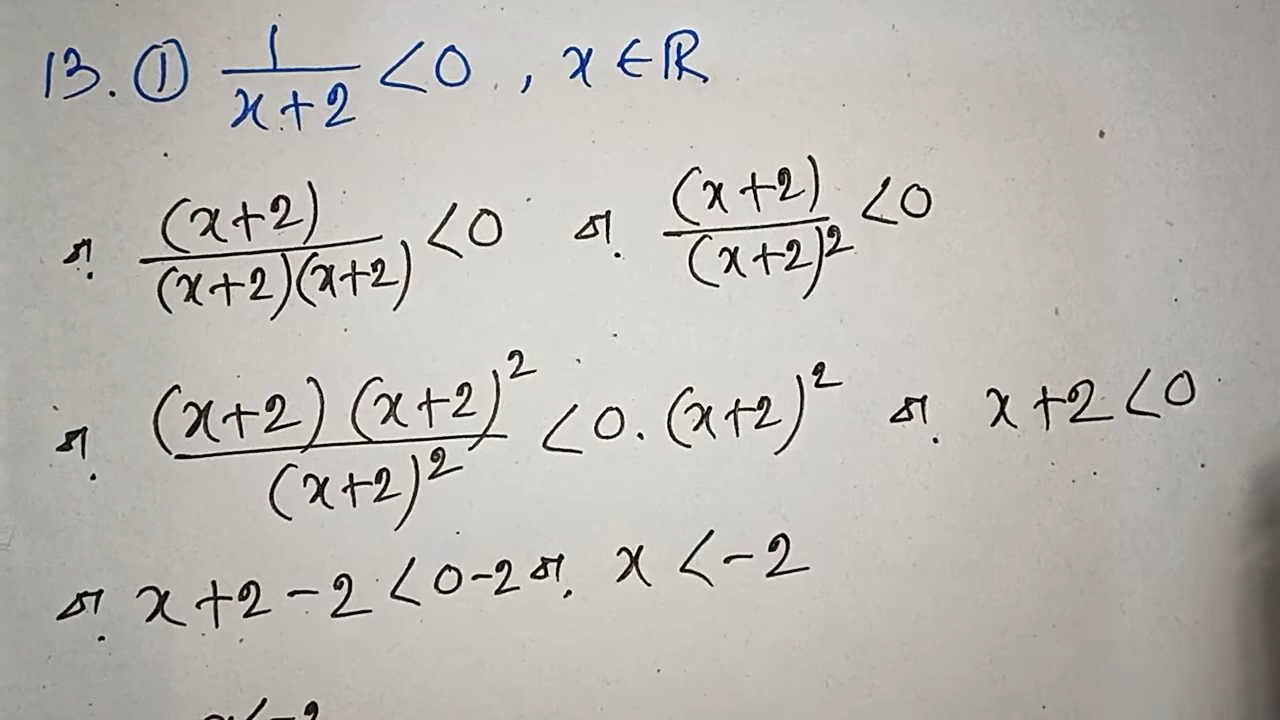 13. ① 1/(x+2) <0 , x∈ℝ
বা, (x+2)/((x+2)(x+2)) <0 বা, (x+2)/(x+2)² <0
বা, (x+2)(x+2)²/(x+2)² <0.(x+2)² বা, x+2<0
বা, x+2-2<0-2 বা, x<-2
x<-2